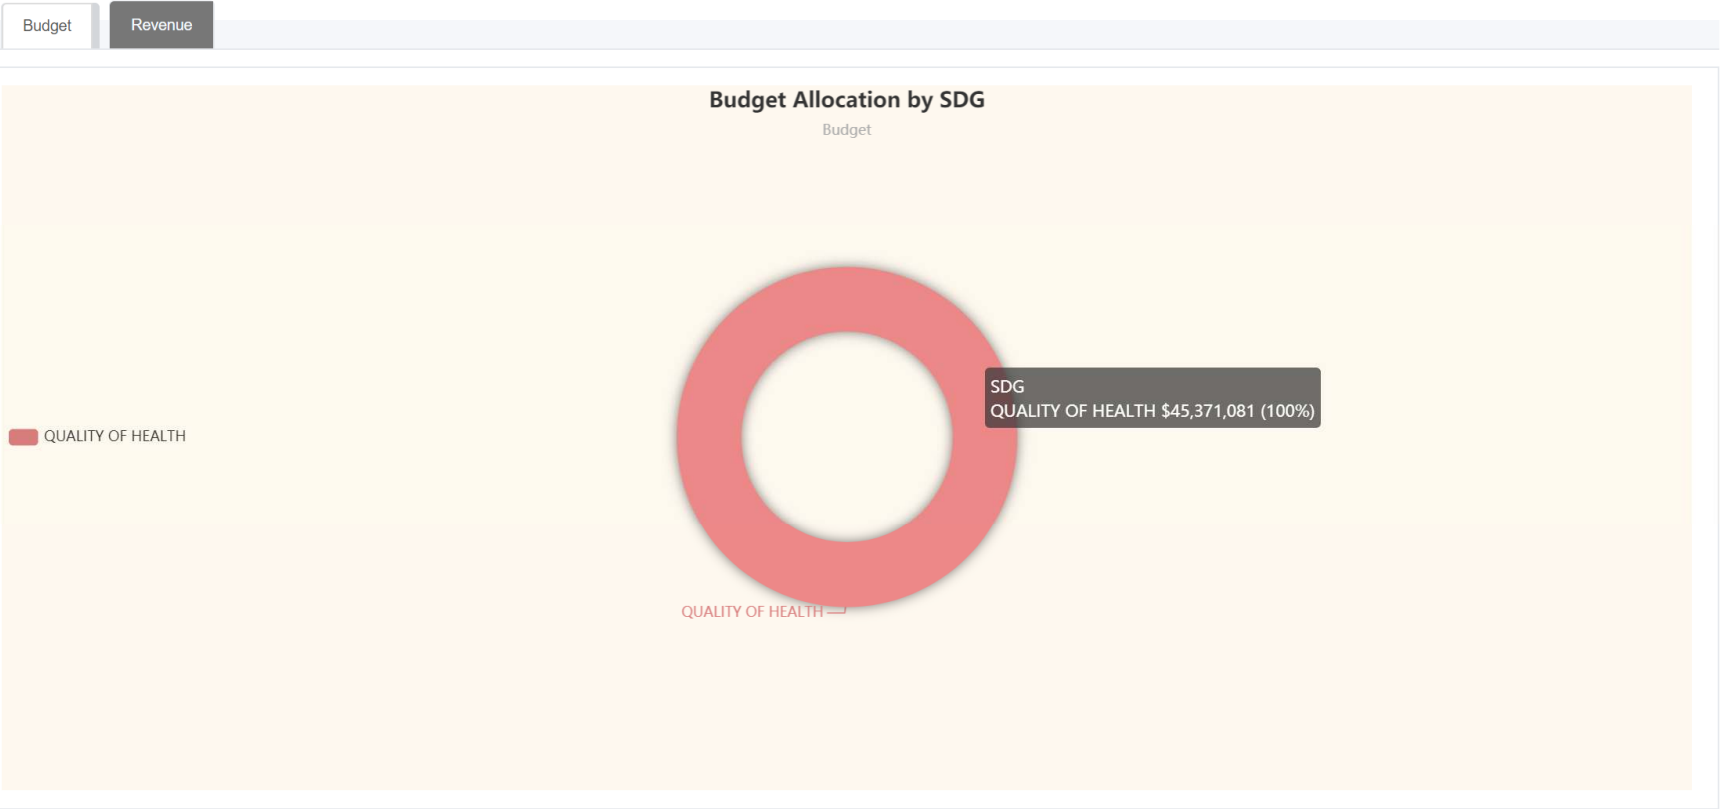 Budget
Revenue
Budget Allocation by SDG
Budget
SDG
QUALITY OF HEALTH $45,371,081 (100%)
QUALITY OF HEALTH
QUALITY OF HEALTH